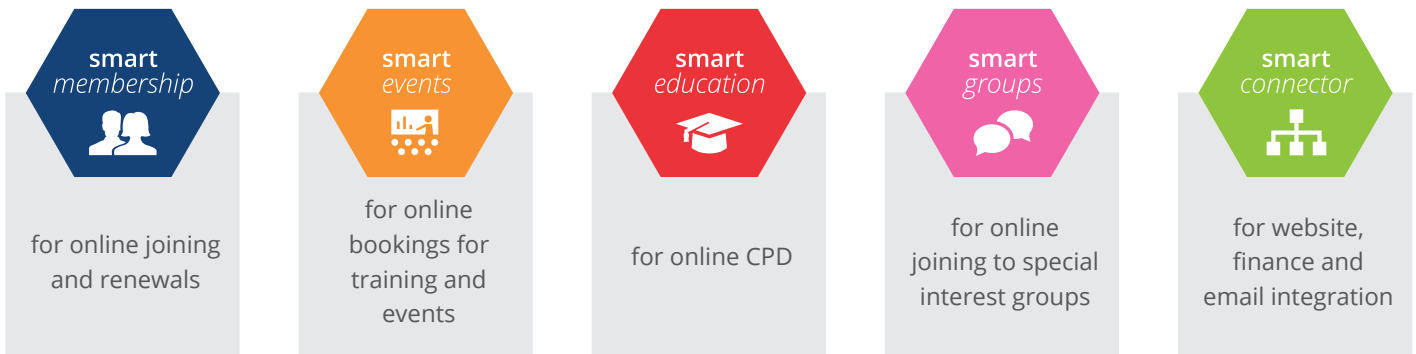 smart
membership
for online joining
and renewals
smart
events
for online
bookings for
training and
events
smart
education
for online CPD
smart
groups
for online
joining to special
interest groups
smart
connector
for website,
finance and
email integration